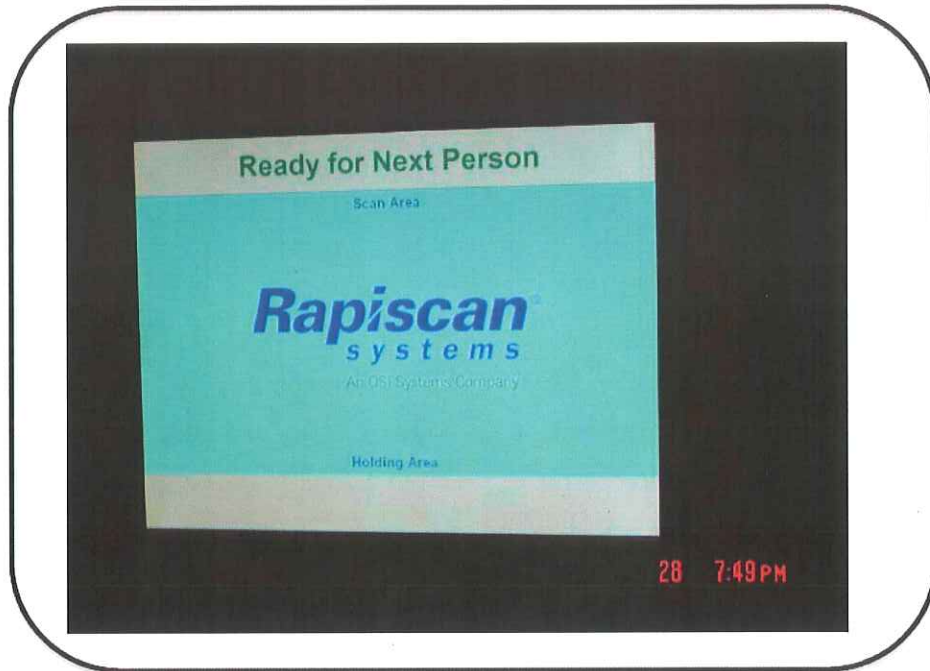 Ready for Next Person
Scan Area
Rapiscan®
systems
An OSI Systems Company
Holding Area
28 7:49PM